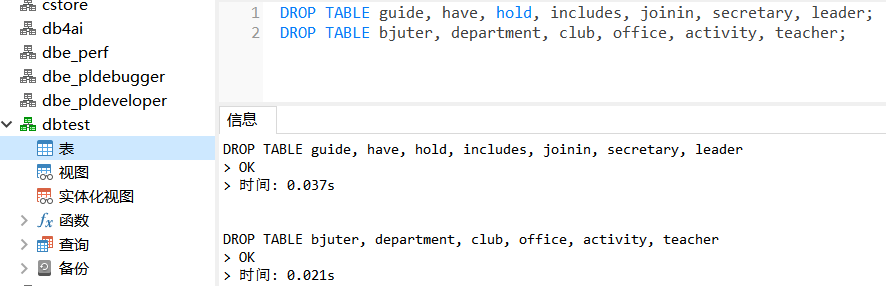 cstore
db4ai
dbe_perf
dbe_pldebugger
dbe_pldeveloper
dbtest
表
视图
实体化视图
fx 函数
查询
备份
1 DROP TABLE guide, have, hold, includes, joinin, secretary, leader;
2 DROP TABLE bjuter, department, club, office, activity, teacher;
信息
DROP TABLE guide, have, hold, includes, joinin, secretary, leader
> OK
> 时间: 0.037s
DROP TABLE bjuter, department, club, office, activity, teacher
> OK
> 时间: 0.021s